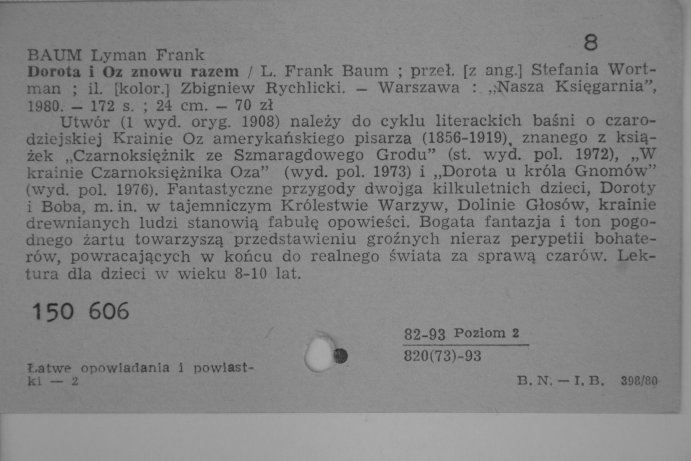 8
BAUM Lyman Frank
Dorota i Oz znowu razem / L. Frank Baum ; przeł. [z ang.] Stefania Wort-
man ; il. [kolor.] Zbigniew Rychlicki. — Warszawa : „Nasza Księgarnia”,
1980. — 172 s. ; 24 cm. — 70 zł
Utwór (1 wyd. oryg. 1908) należy do cyklu literackich baśni o czaro-
dziejskiej Krainie Oz amerykańskiego pisarza (1856-1919), znanego z ksią-
żek „Czarnoksiężnik ze Szmaragdowego Grodu” (st. wyd. pol. 1972), „W
krainie Czarnoksiężnika Oza” (wyd. pol. 1973) i „Dorota u króla Gnomów”
(wyd. pol. 1976). Fantastyczne przygody dwojga kilkuletnich dzieci, Doroty
i Boba, m. in. w tajemniczym Królestwie Warzyw, Dolinie Głosów, krainie
drewnianych ludzi stanowią fabułę opowieści. Bogata fantazja i ton pogo-
dnego żartu towarzyszą przedstawieniu groźnych nieraz perypetii bohate-
rów, powracających w końcu do realnego świata za sprawą czarów. Lek-
tura dla dzieci w wieku 8-10 lat.
150 606
82-93 Poziom 2
820(73)-93
Łatwe opowiadania i powiast-
ki — 2
B. N. — I. B. 398/80